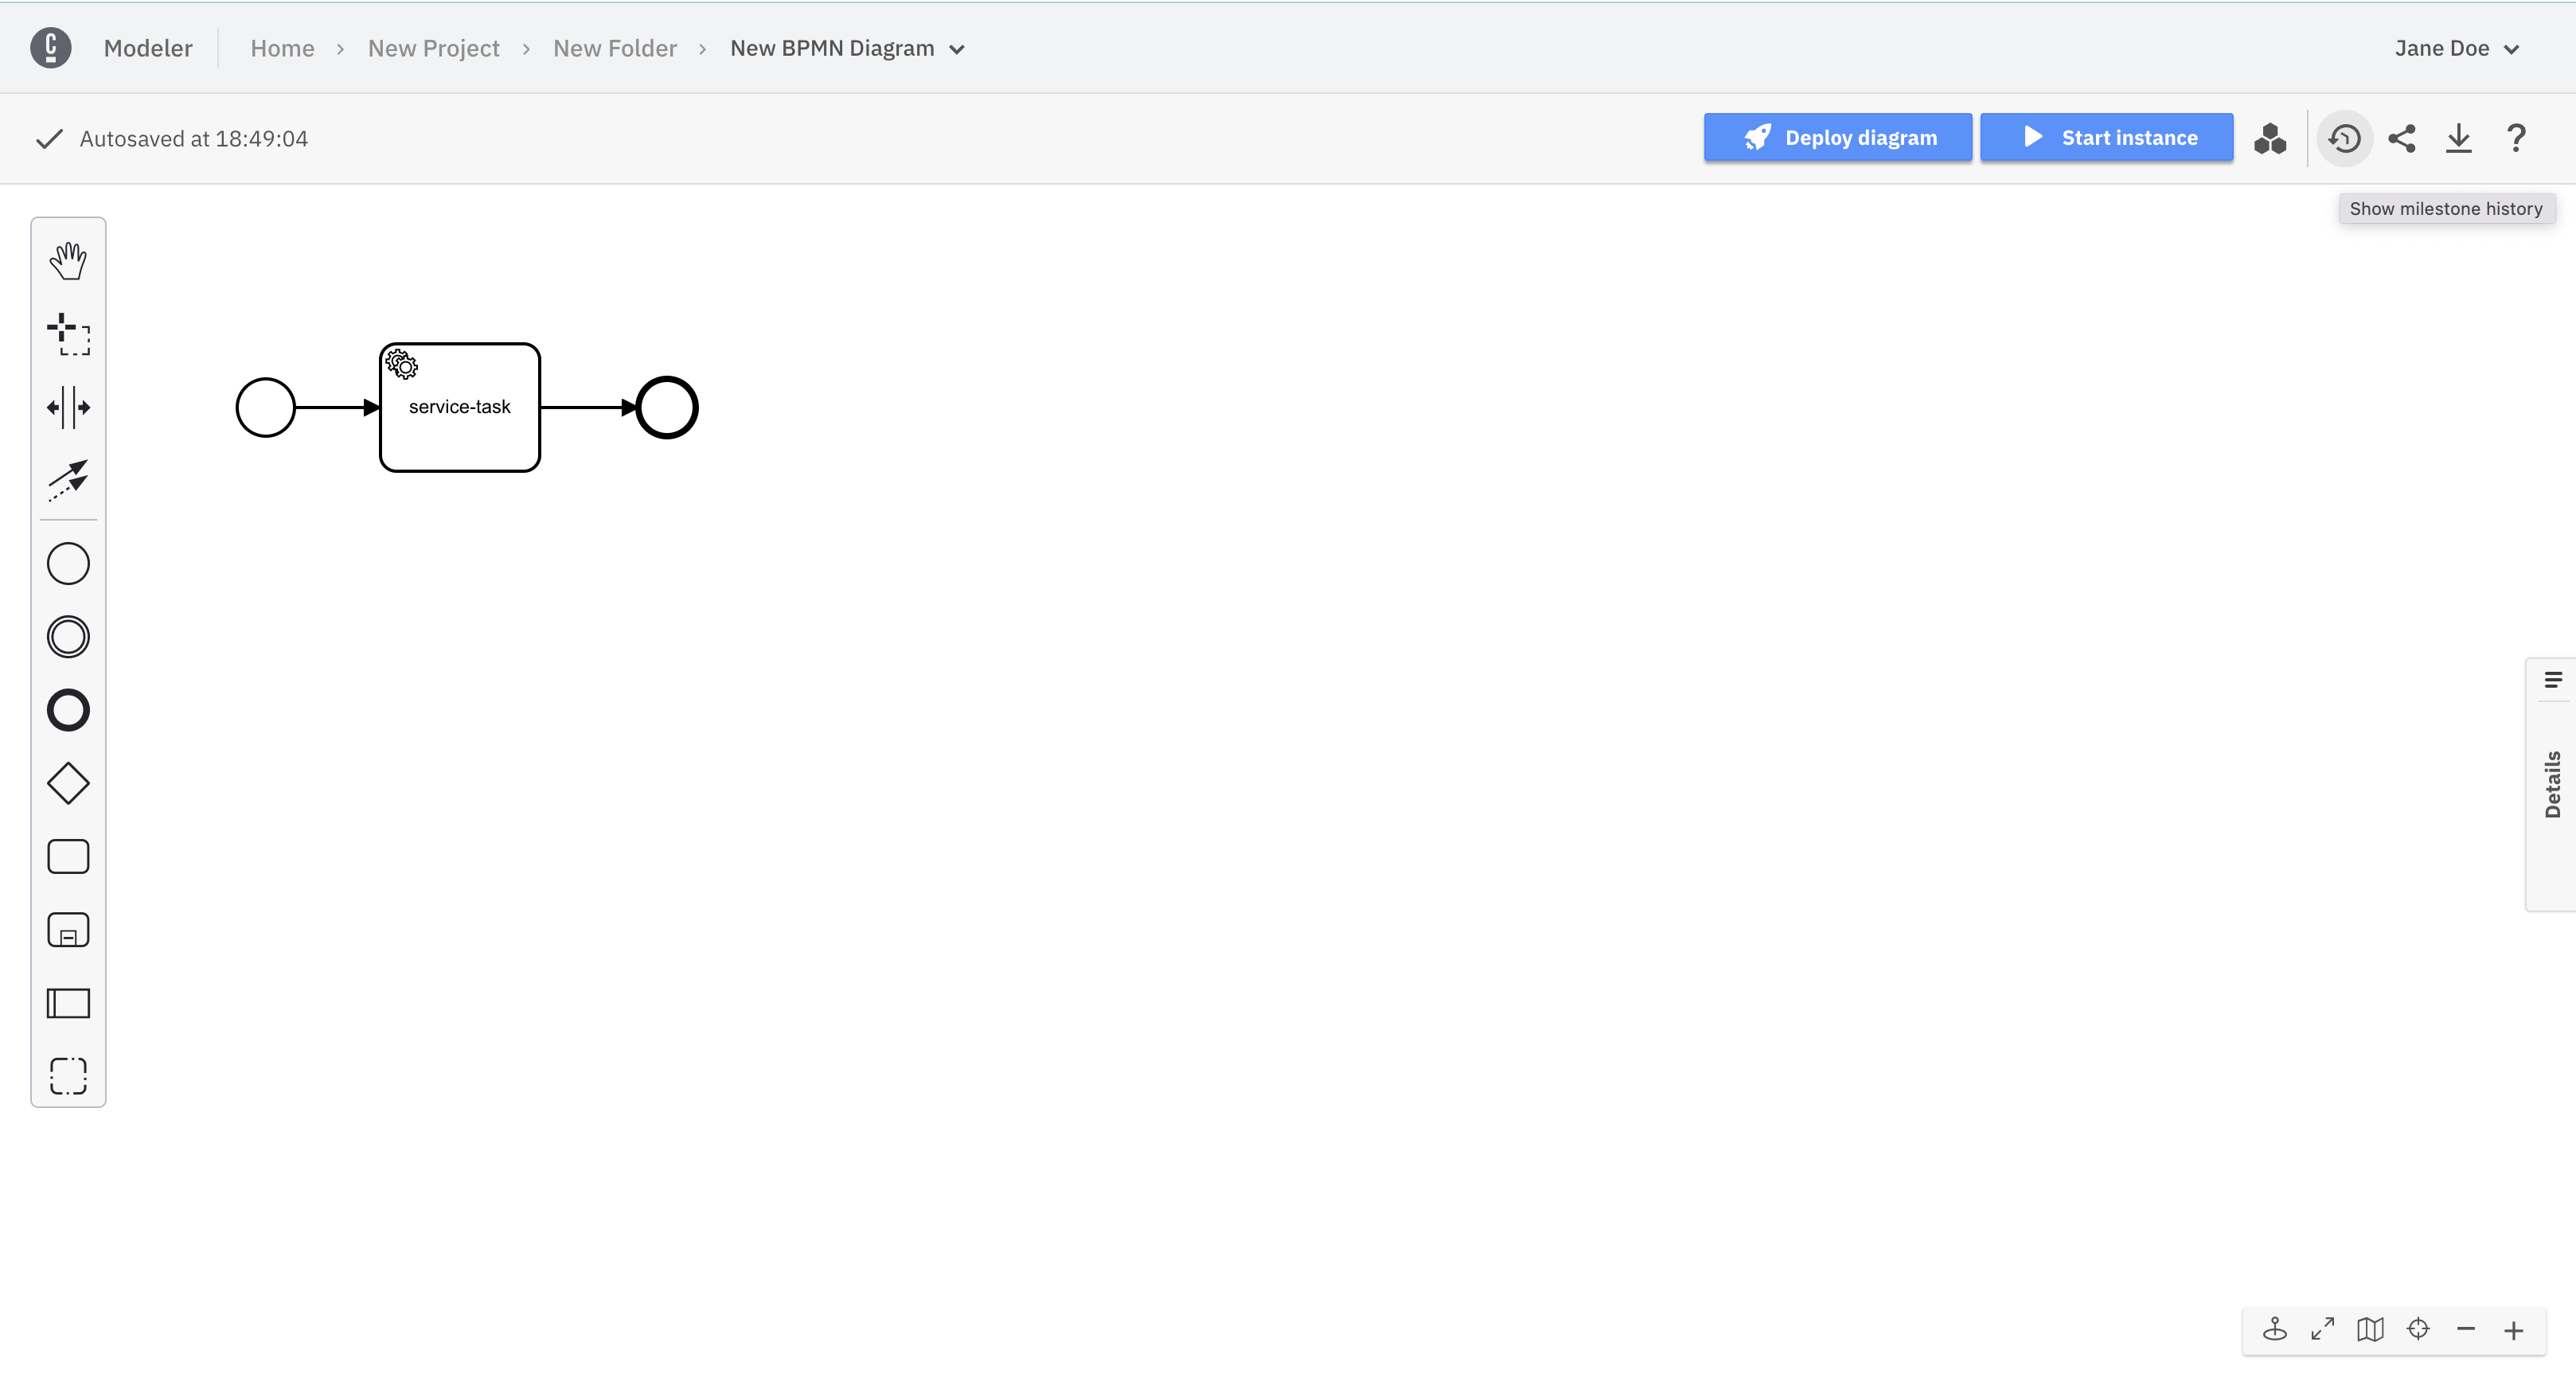 Modeler Home › New Project › New Folder › New BPMN Diagram Jane Doe
Autosaved at 18:49:04 Deploy diagram Start instance ?
Show milestone history
service-task
Details